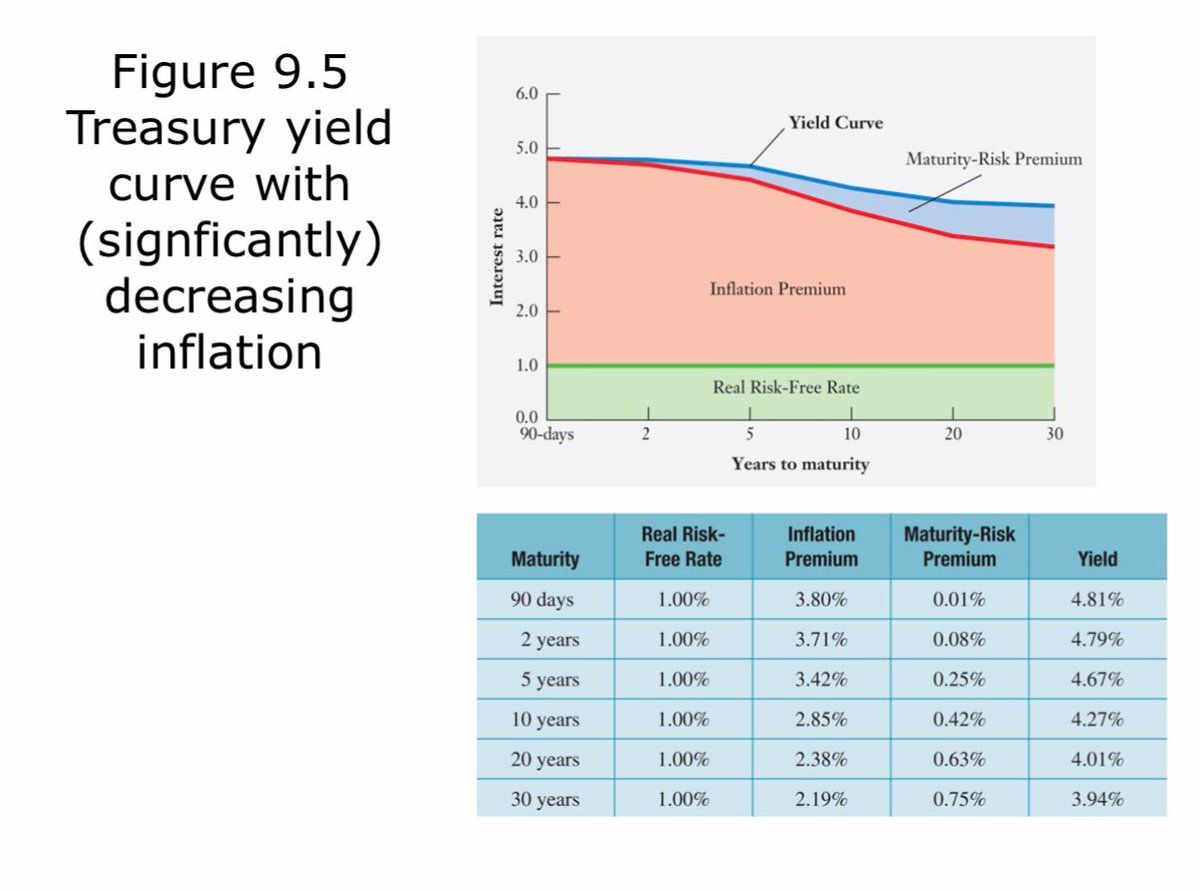 Figure 9.5
Treasury yield
curve with
(signficantly)
decreasing
inflation
6.0
5.0
4.0
3.0
2.0
1.0
0.0
Interest rate
Yield Curve
Maturity-Risk Premium
Inflation Premium
Real Risk-Free Rate
90-days 2 5 10 20 30
Years to maturity
Maturity Real Risk-Free Rate Inflation Premium Maturity-Risk Premium Yield
90 days 1.00% 3.80% 0.01% 4.81%
2 years 1.00% 3.71% 0.08% 4.79%
5 years 1.00% 3.42% 0.25% 4.67%
10 years 1.00% 2.85% 0.42% 4.27%
20 years 1.00% 2.38% 0.63% 4.01%
30 years 1.00% 2.19% 0.75% 3.94%